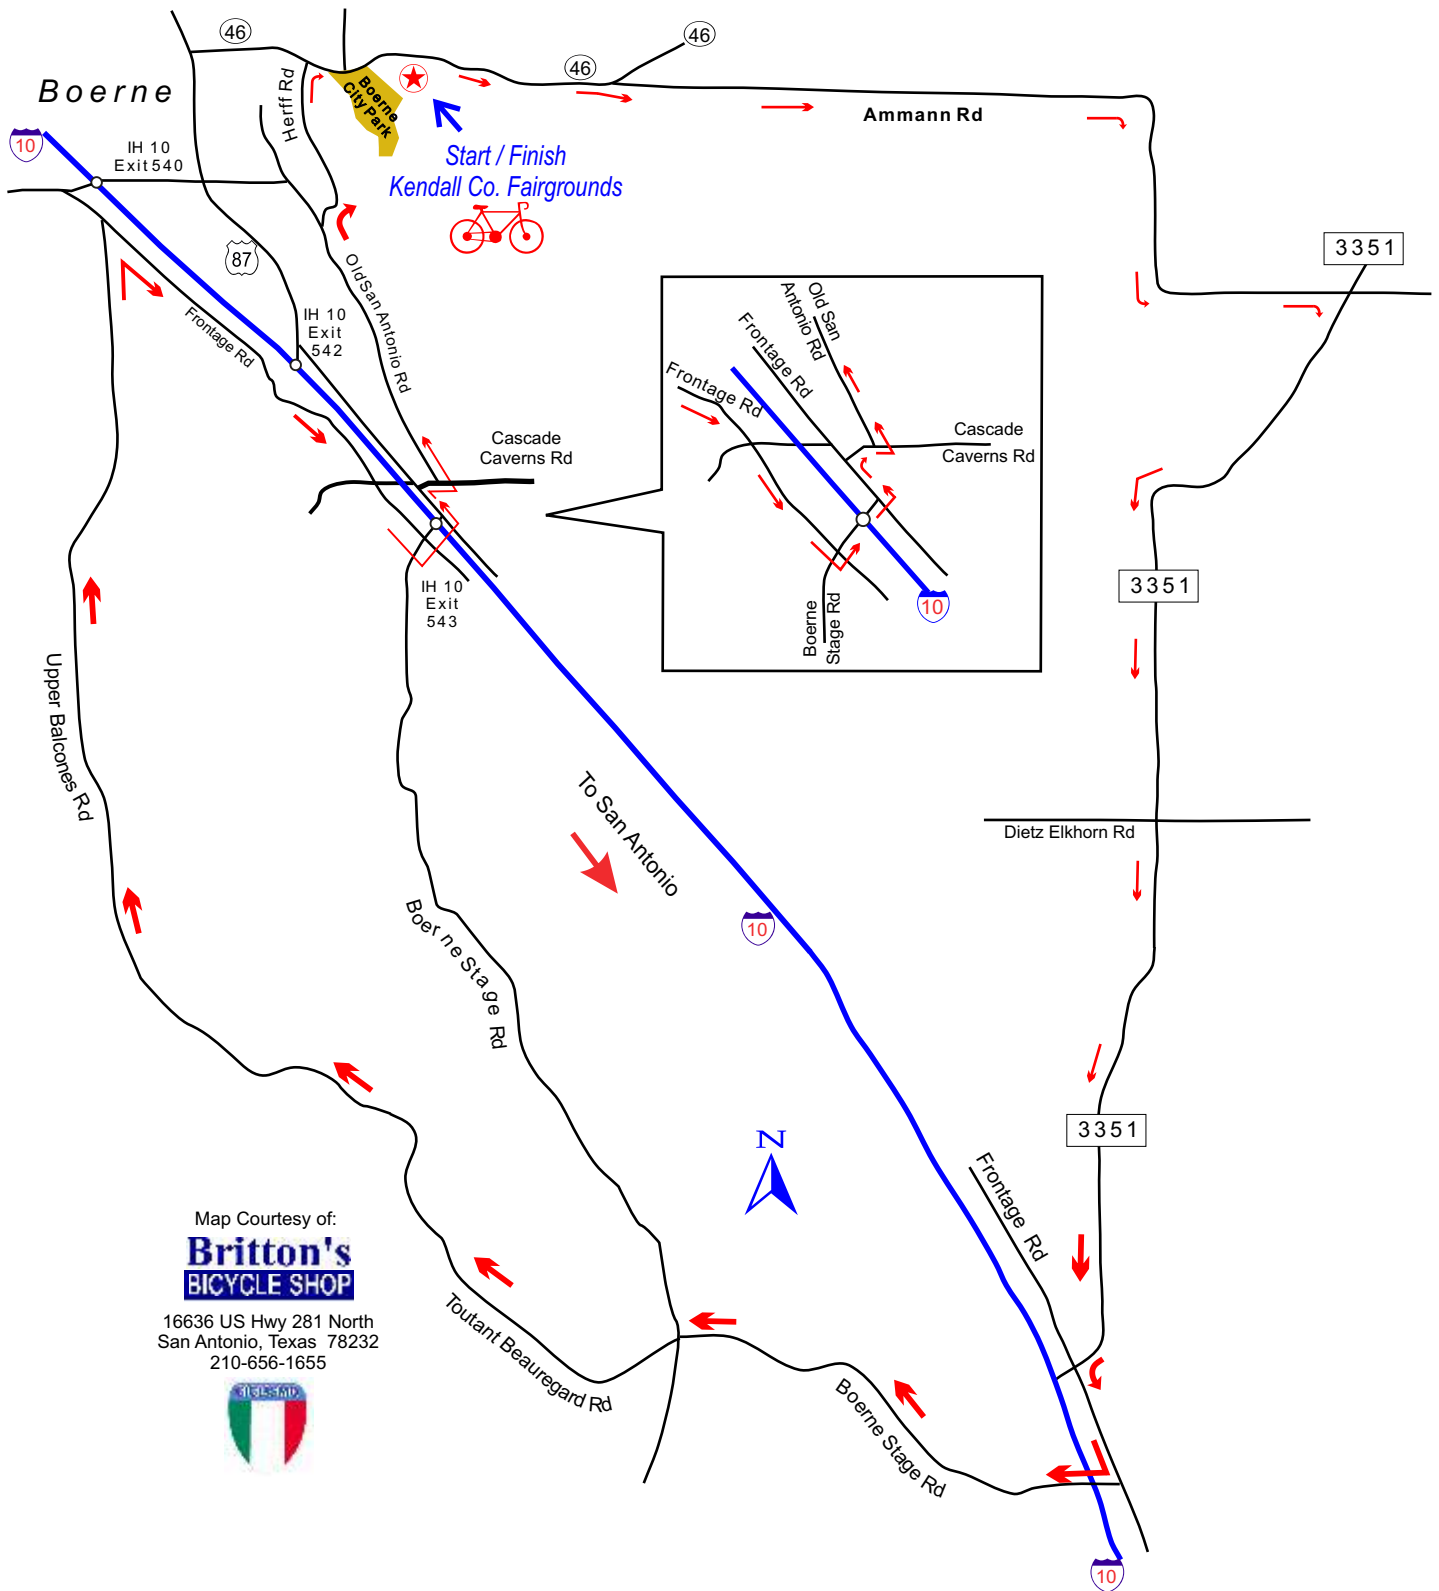 46
46
46
Boerne
Herff Rd
Boerne
City Park
Ammann Rd
10
IH 10
Exit 540
Start / Finish
Kendall Co. Fairgrounds
87
3351
Old San Antonio Rd
Frontage Rd
IH 10
Exit
542
Old San
Antonio Rd
Frontage Rd
Frontage Rd
Cascade
Caverns Rd
Cascade
Caverns Rd
10
Boerne
Stage Rd
IH 10
Exit
543
3351
Upper Balcones Rd
To San Antonio
Dietz Elkhorn Rd
10
Boerne Stage Rd
3351
N
Frontage Rd
Map Courtesy of:
Britton's
BICYCLE SHOP
16636 US Hwy 281 North
San Antonio, Texas 78232
210-656-1655
Toutant Beauregard Rd
Boerne Stage Rd
10